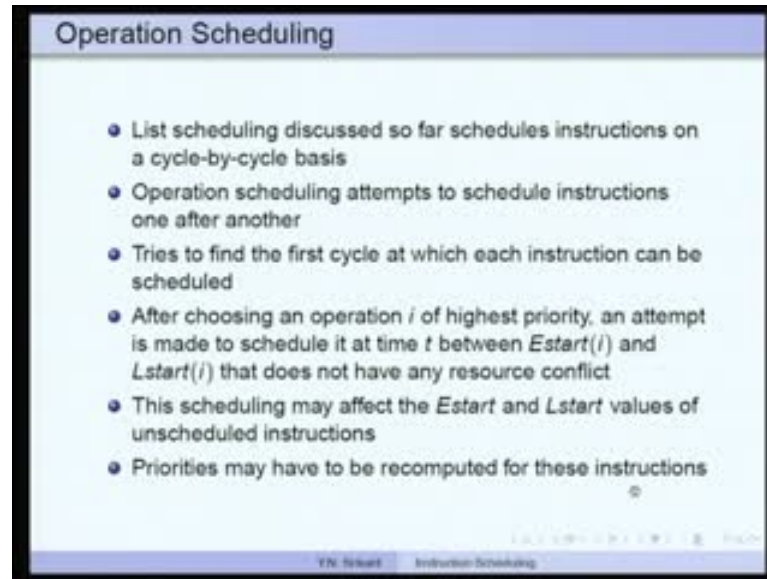 Operation Scheduling
List scheduling discussed so far schedules instructions on
a cycle-by-cycle basis
Operation scheduling attempts to schedule instructions
one after another
Tries to find the first cycle at which each instruction can be
scheduled
After choosing an operation i of highest priority, an attempt
is made to schedule it at time t between Estart(i) and
Lstart(i) that does not have any resource conflict
This scheduling may affect the Estart and Lstart values of
unscheduled instructions
Priorities may have to be recomputed for these instructions
Y.N. Srikant Instruction Scheduling